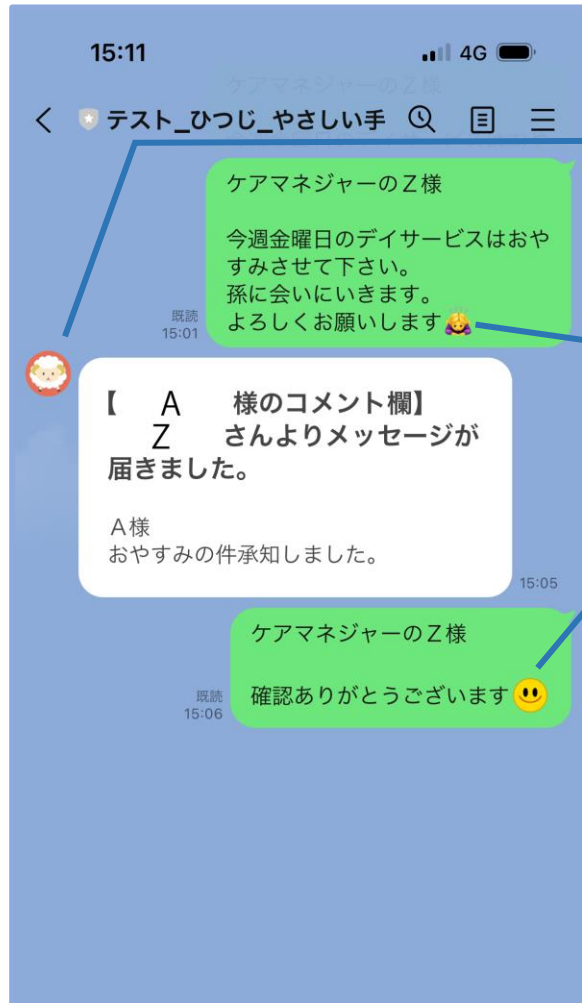 15:11 4G
ケアマネジャーのZ様
テスト_ひつじ_やさしい手
ケアマネジャーのZ様
今週金曜日のデイサービスはおや
すみさせて下さい。
孫に会いにいきます。
よろしくお願いします
既読
15:01
【 A 様のコメント欄】
Z さんよりメッセージが
届きました。
A様
おやすみの件承知しました。
15:05
ケアマネジャーのZ様
確認ありがとうございます
既読
15:06